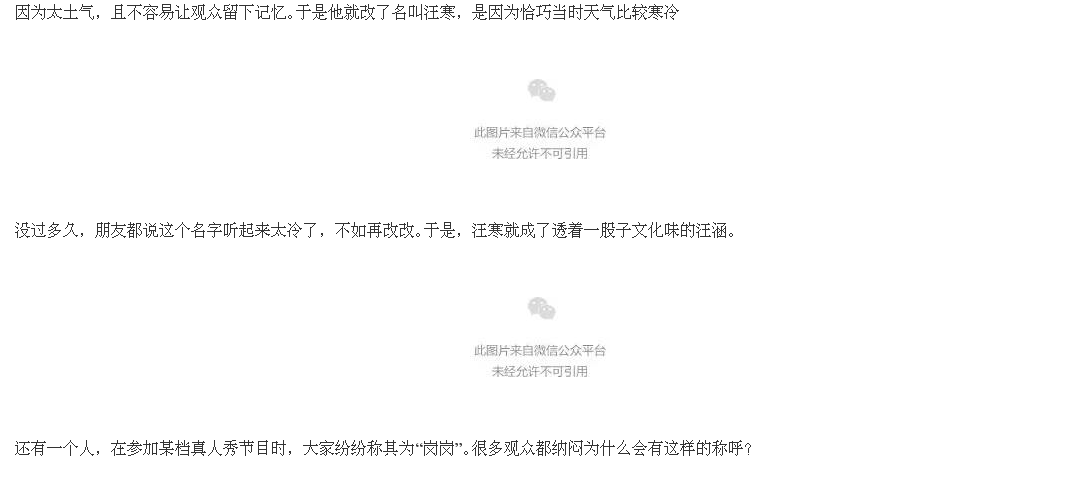 因为太土气，且不容易让观众留下记忆。于是他就改了名叫汪寒，是因为恰巧当时天气比较寒冷
此图片来自微信公众平台
未经允许不可引用
没过多久，朋友都说这个名字听起来太冷了，不如再改改。于是，汪寒就成了透着一股子文化味的汪涵。
此图片来自微信公众平台
未经允许不可引用
还有一个人，在参加某档真人秀节目时，大家纷纷称其为“岗岗”。很多观众都纳闷为什么会有这样的称呼？